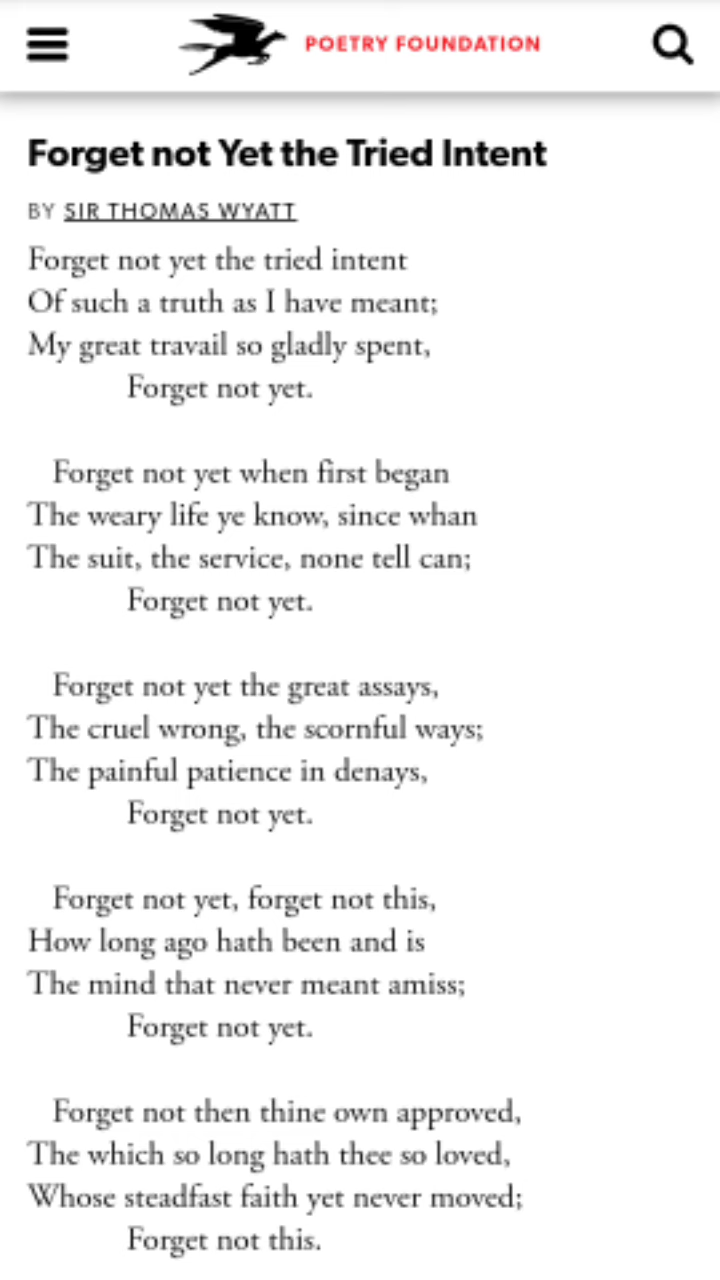 POETRY FOUNDATION
Forget not Yet the Tried Intent
BY SIR THOMAS WYATT
Forget not yet the tried intent
Of such a truth as I have meant;
My great travail so gladly spent,
Forget not yet.
Forget not yet when first began
The weary life ye know, since whan
The suit, the service, none tell can;
Forget not yet.
Forget not yet the great assays,
The cruel wrong, the scornful ways;
The painful patience in denays,
Forget not yet.
Forget not yet, forget not this,
How long ago hath been and is
The mind that never meant amiss;
Forget not yet.
Forget not then thine own approved,
The which so long hath thee so loved,
Whose steadfast faith yet never moved;
Forget not this.